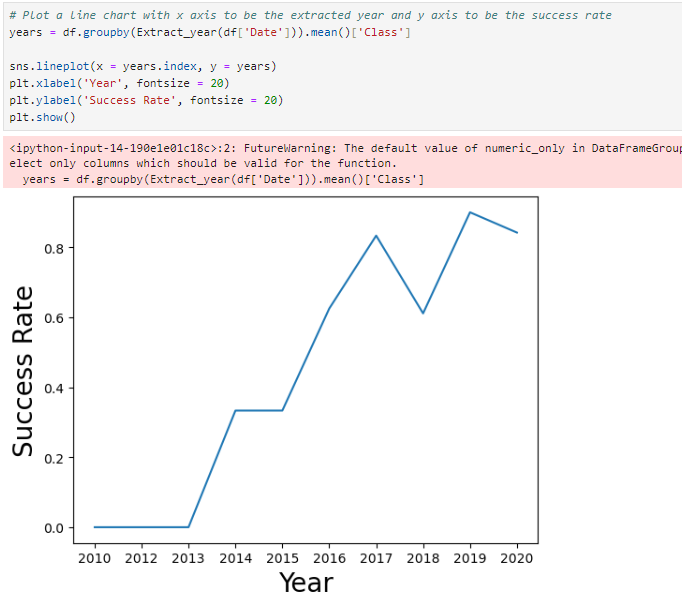 # Plot a line chart with x axis to be the extracted year and y axis to be the success rate
years = df.groupby(Extract_year(df['Date'])).mean()['Class']
sns.lineplot(x = years.index, y = years)
plt.xlabel('Year', fontsize = 20)
plt.ylabel('Success Rate', fontsize = 20)
plt.show()
<ipython-input-14-190e1e01c18c>:2: FutureWarning: The default value of numeric_only in DataFrameGroup
elect only columns which should be valid for the function.
years = df.groupby(Extract_year(df['Date'])).mean()['Class']
Success Rate
0.8
0.6
0.4
0.2
0.0
2010 2012 2013 2014 2015 2016 2017 2018 2019 2020
Year